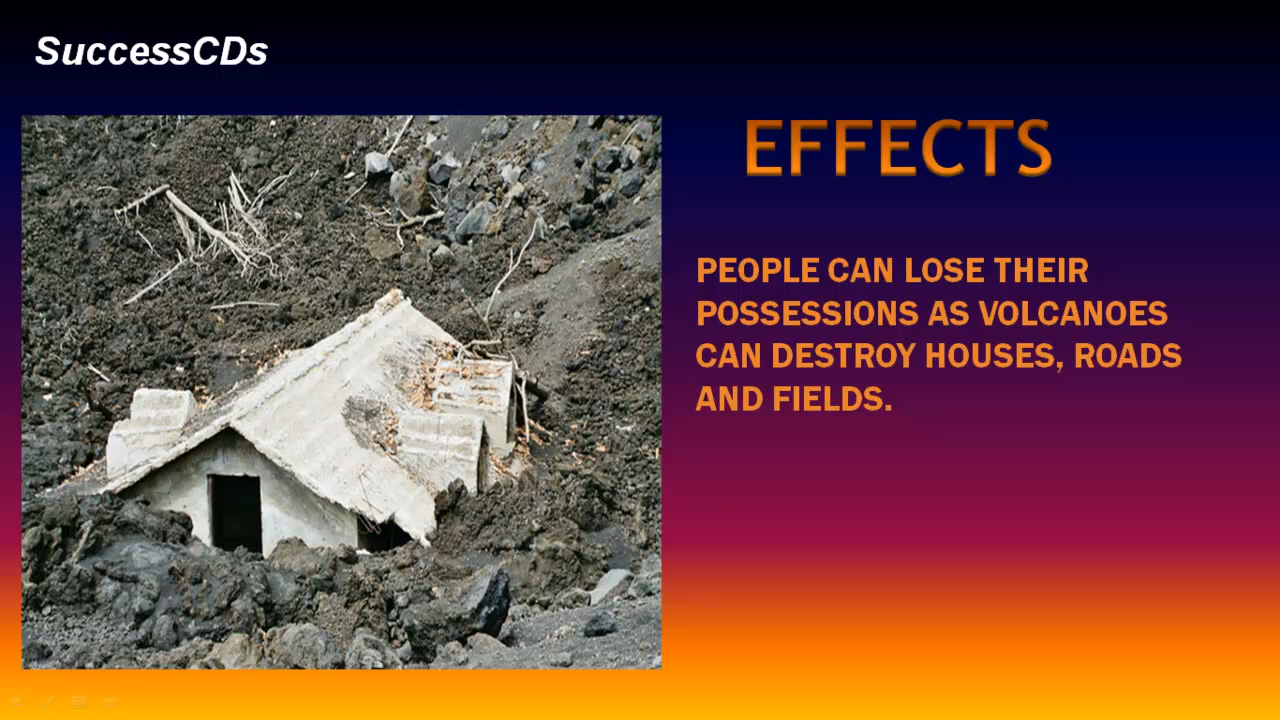 SuccessCDs
EFFECTS
PEOPLE CAN LOSE THEIR
POSSESSIONS AS VOLCANOES
CAN DESTROY HOUSES, ROADS
AND FIELDS.